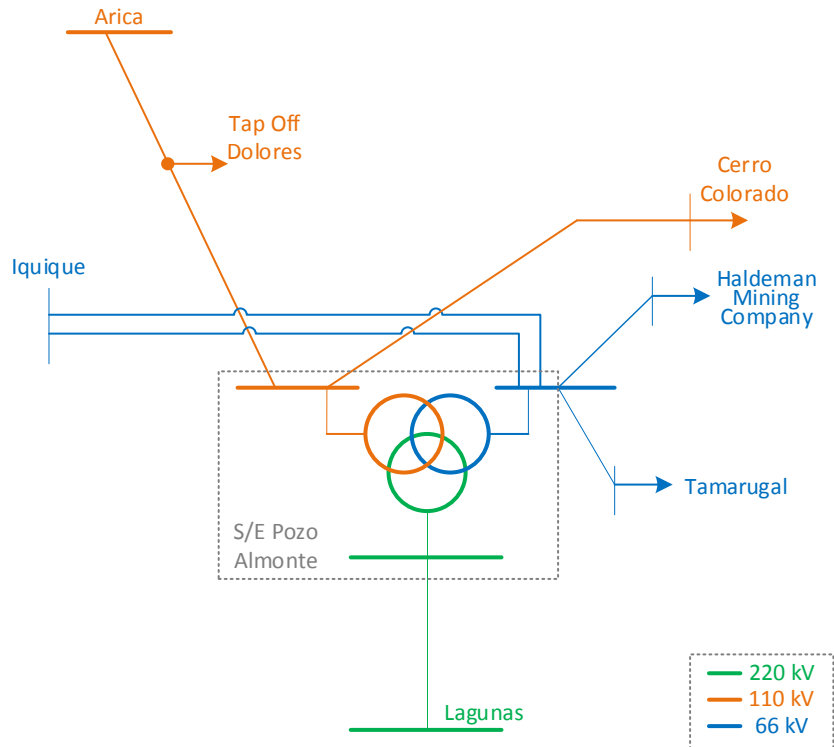 Arica
Tap Off
Dolores
Cerro
Colorado
Iquique
Haldeman
Mining
Company
Tamarugal
S/E Pozo
Almonte
Lagunas
220 kV
110 kV
66 kV